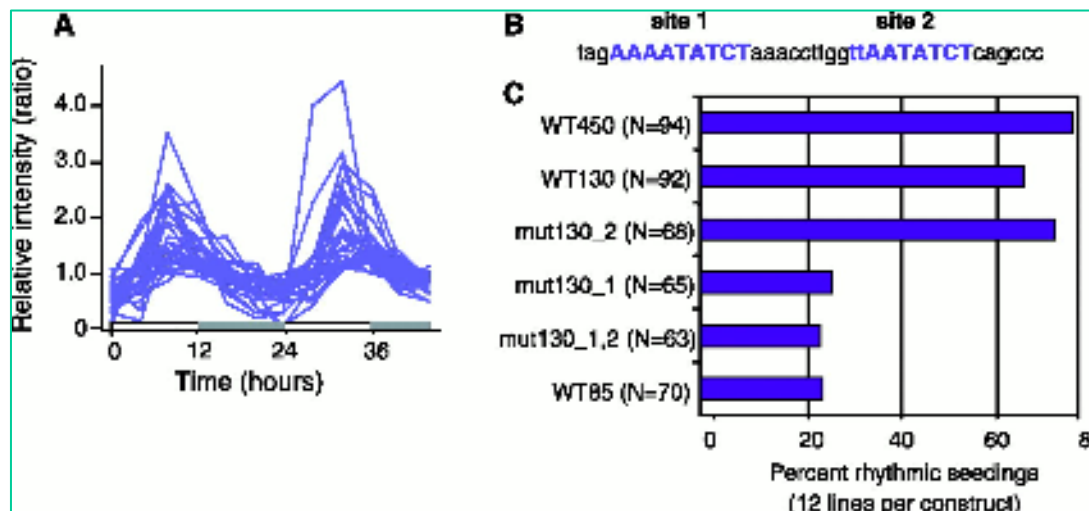 A
Relative intensity (ratio)
4.0
3.0
2.0
1.0
0
0 12 24 36
Time (hours)
B
site 1 site 2
tagAAAATATCTaaaccttggttAATATCTcagccc
C
WT450 (N=94)
WT130 (N=92)
mut130_2 (N=68)
mut130_1 (N=65)
mut130_1,2 (N=63)
WT85 (N=70)
0 20 40 60 8
Percent rhythmic seedings
(12 lines per construct)